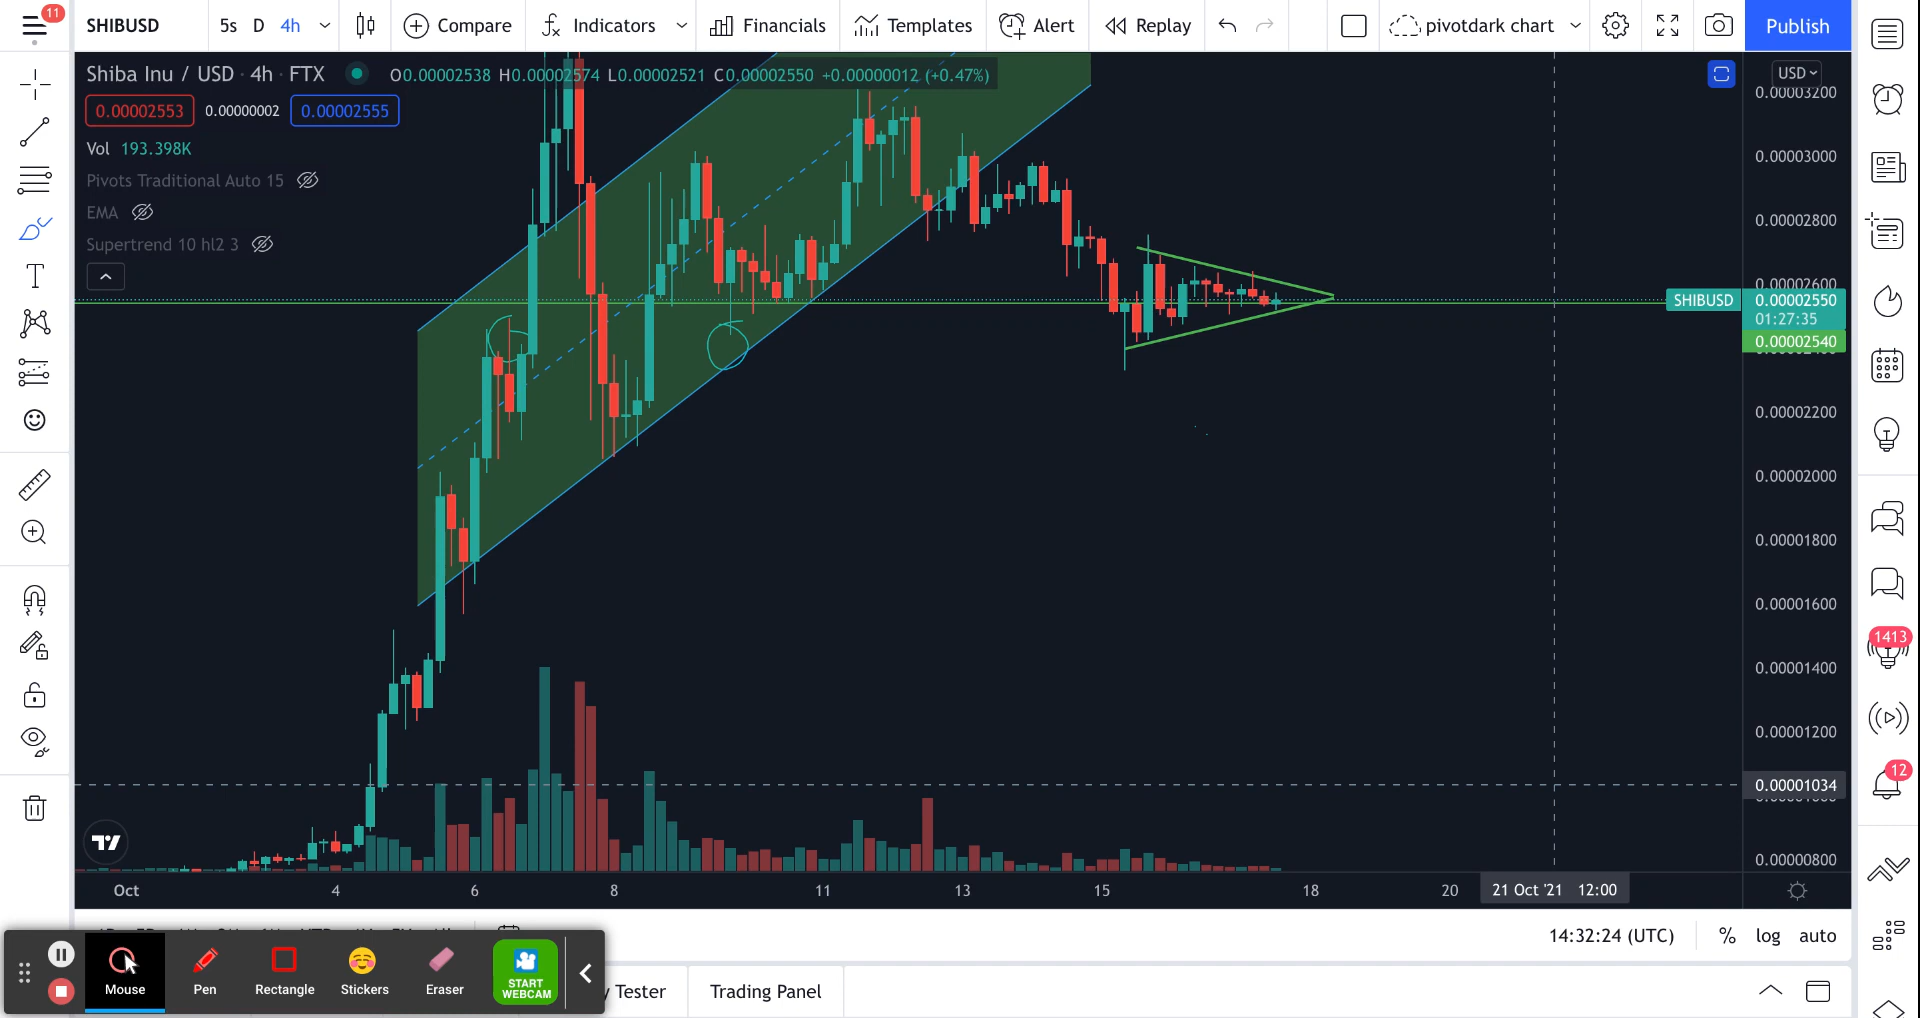 11
SHIBUSD
5s D 4h
Compare
Indicators
Financials
Templates
Alert
Replay
pivotdark chart
Publish
Shiba Inu / USD · 4h · FTX
O0.00002538 H0.00002574 L0.00002521 C0.00002550 +0.00000012 (+0.47%)
USD
0.00002553 0.00000002 0.00002555
Vol 193.398K
Pivots Traditional Auto 15
EMA
Supertrend 10 hl2 3
T
0.00003200
0.00003000
0.00002800
0.00002600
SHIBUSD 0.00002550
01:27:35
0.00002540
0.00002200
0.00002000
0.00001800
0.00001600
0.00001400
0.00001200
0.00001034
0.00000800
1413
12
Oct 4 6 8 11 13 15 18 20 21 Oct '21 12:00
14:32:24 (UTC) % log auto
Mouse
Pen
Rectangle
Stickers
Eraser
START
WEBCAM
y Tester
Trading Panel